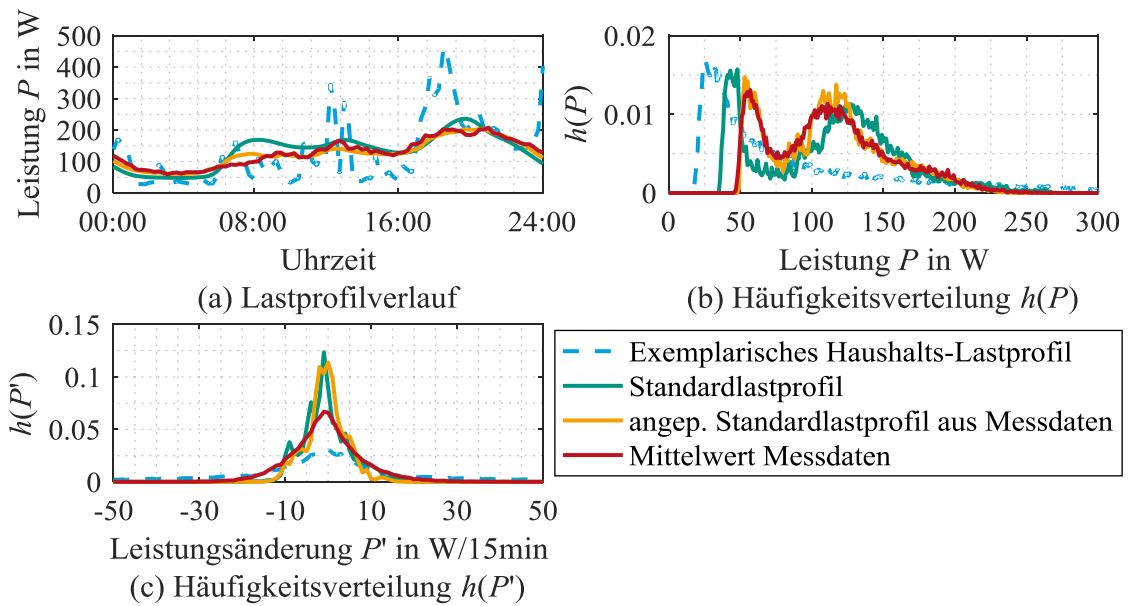 Leistung P in W
500
400
300
200
100
0
00:00
08:00
16:00
24:00
Uhrzeit
(a) Lastprofilverlauf
h(P)
0.02
0.01
0
0
50
100
150
200
250
300
Leistung P in W
(b) Häufigkeitsverteilung h(P)
h(P')
0.15
0.1
0.05
0
-50
-30
-10
10
30
50
Leistungsänderung P' in W/15min
(c) Häufigkeitsverteilung h(P')
Exemplarisches Haushalts-Lastprofil
Standardlastprofil
angep. Standardlastprofil aus Messdaten
Mittelwert Messdaten